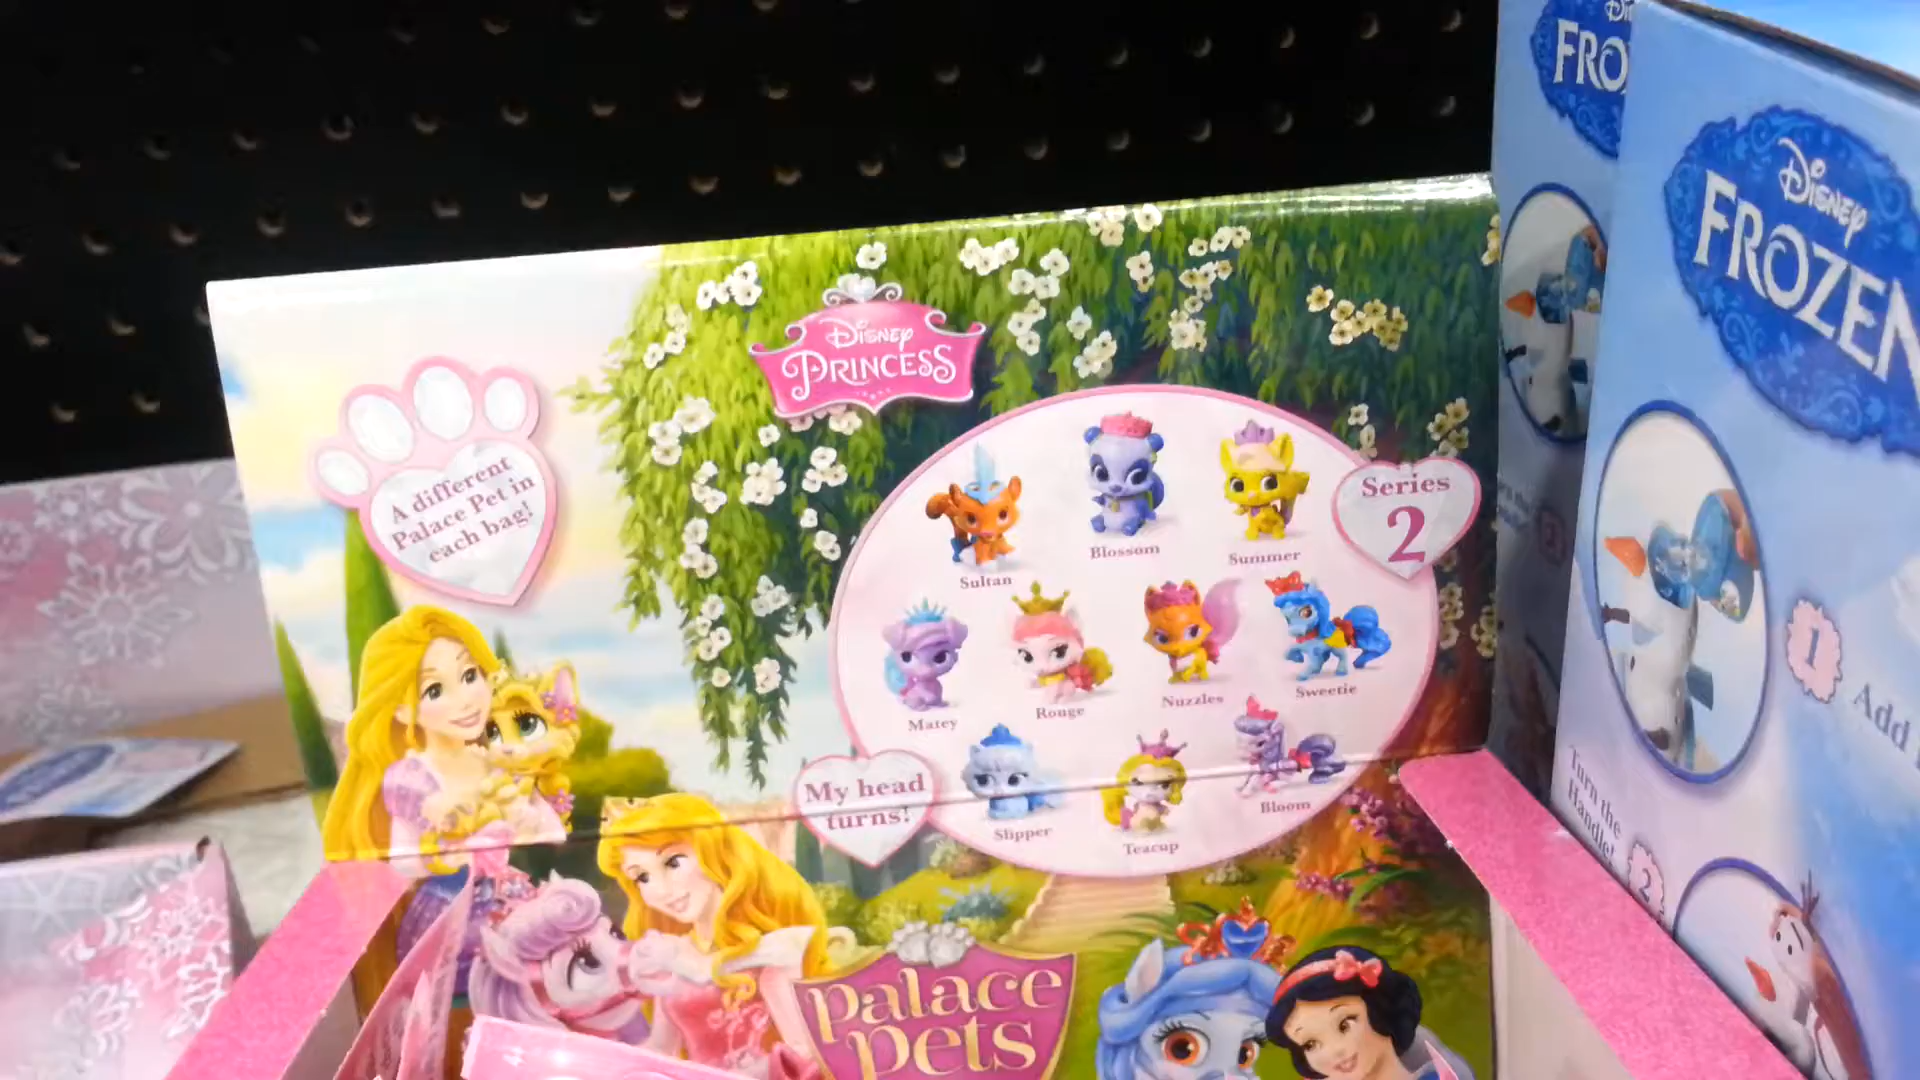 A different
Palace Pet in
each bag!
DISNEY
PRINCESS
Series
2
Sultan
Blossom
Summer
Matey
Rouge
Nuzzles
Sweetie
Slipper
Teacup
Bloom
My head
turns!
palace
pets
FRO
DISNEY
FROZEN
1
Add
Turn the
Handle!
2